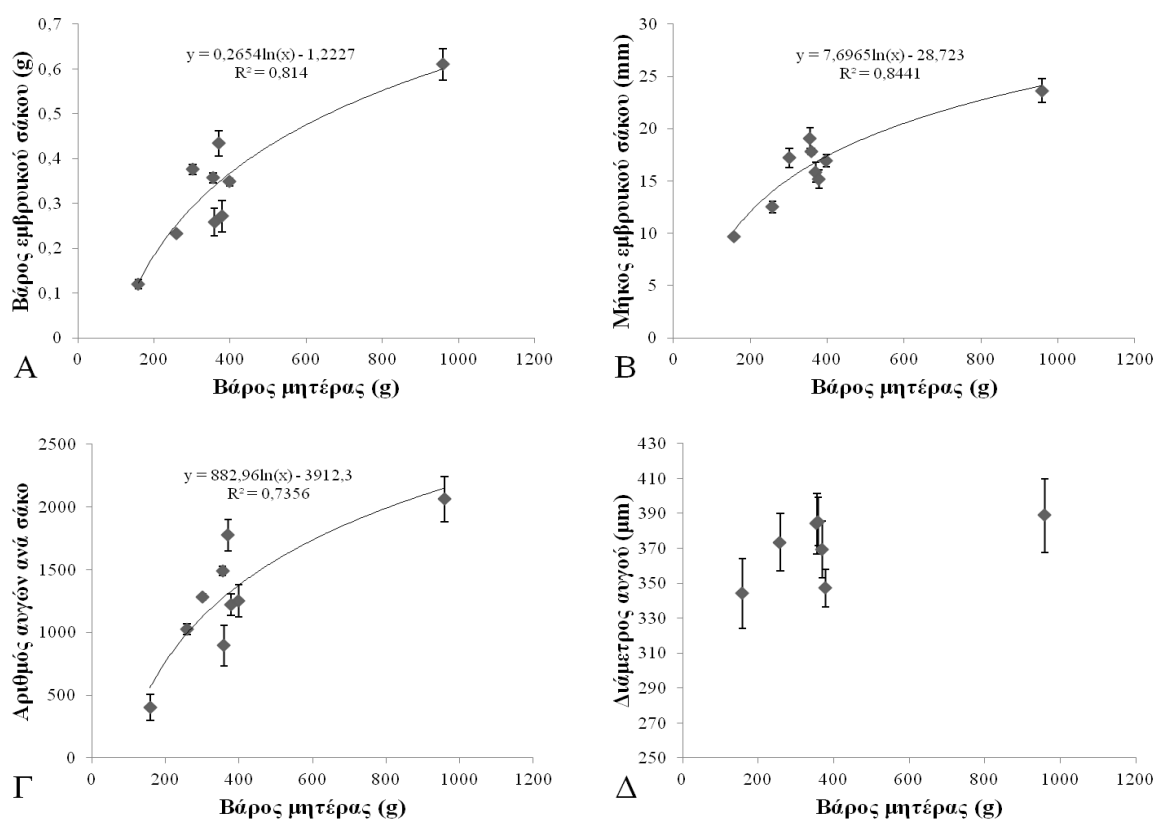 y = 0,2654ln(x) - 1,2227
R² = 0,814
Βάρος εμβρυικού σάκου (g)
0,7
0,6
0,5
0,4
0,3
0,2
0,1
0
0 200 400 600 800 1000 1200
Βάρος μητέρας (g)
Α
y = 7,6965ln(x) - 28,723
R² = 0,8441
Μήκος εμβρυικού σάκου (mm)
30
25
20
15
10
5
0
0 200 400 600 800 1000 1200
Βάρος μητέρας (g)
Β
y = 882,96ln(x) - 3912,3
R² = 0,7356
Αριθμός αυγών ανά σάκο
2500
2000
1500
1000
500
0
0 200 400 600 800 1000 1200
Βάρος μητέρας (g)
Γ
Διάμετρος αυγού (μm)
430
410
390
370
350
330
310
290
270
250
0 200 400 600 800 1000 1200
Βάρος μητέρας (g)
Δ